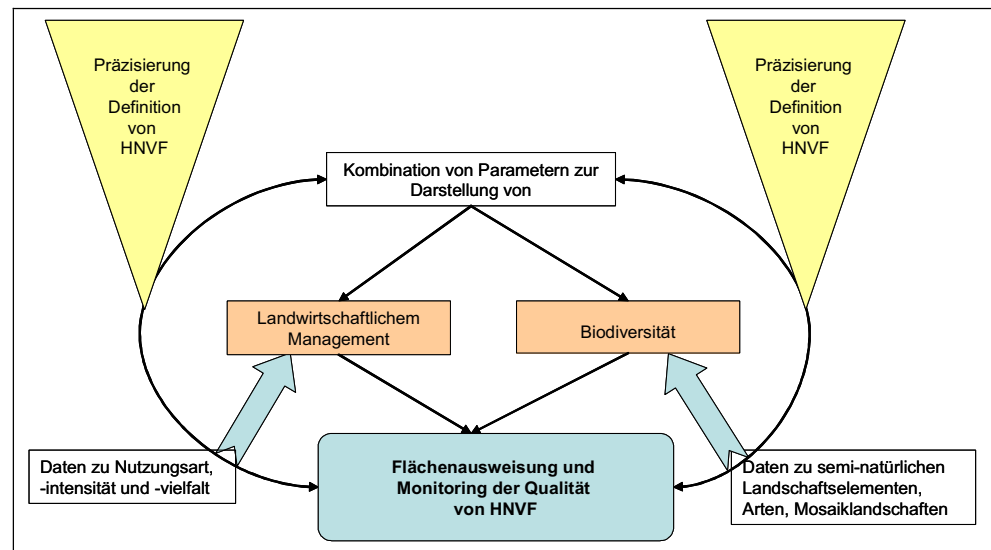 Präzisierung
der
Definition
von
HNVF
Präzisierung
der
Definition
von
HNVF
Kombination von Parametern zur
Darstellung von
Landwirtschaftlichem
Management
Biodiversität
Daten zu Nutzungsart,
-intensität und -vielfalt
Flächenausweisung und
Monitoring der Qualität
von HNVF
Daten zu semi-natürlichen
Landschaftselementen,
Arten, Mosaiklandschaften